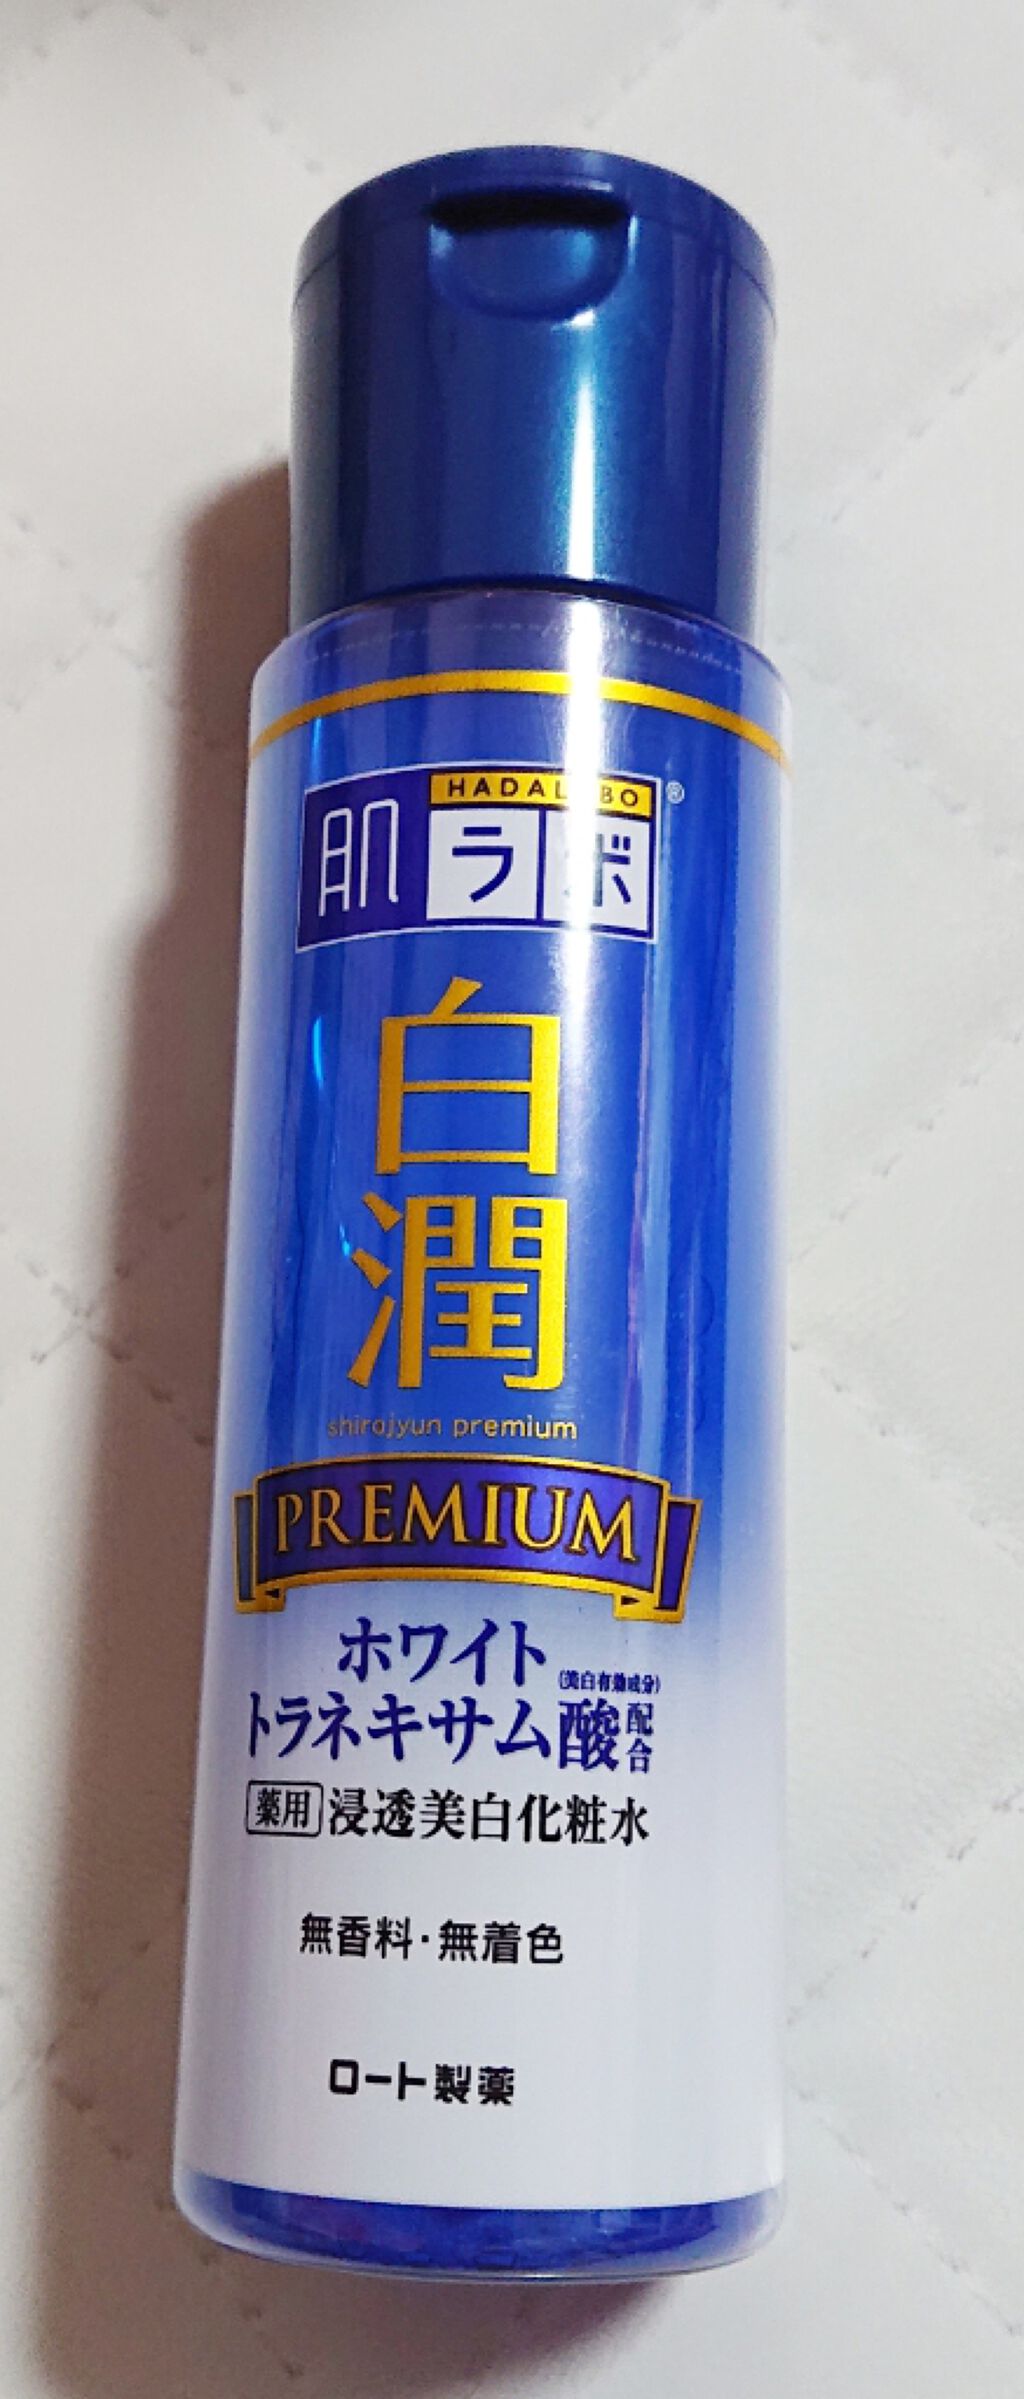 HADALABO
肌ラボ®
白潤
shirojyun premium
PREMIUM
ホワイト
トラネキサム酸(美白有効成分)配合
薬用 浸透美白化粧水
無香料・無着色
ロート製薬